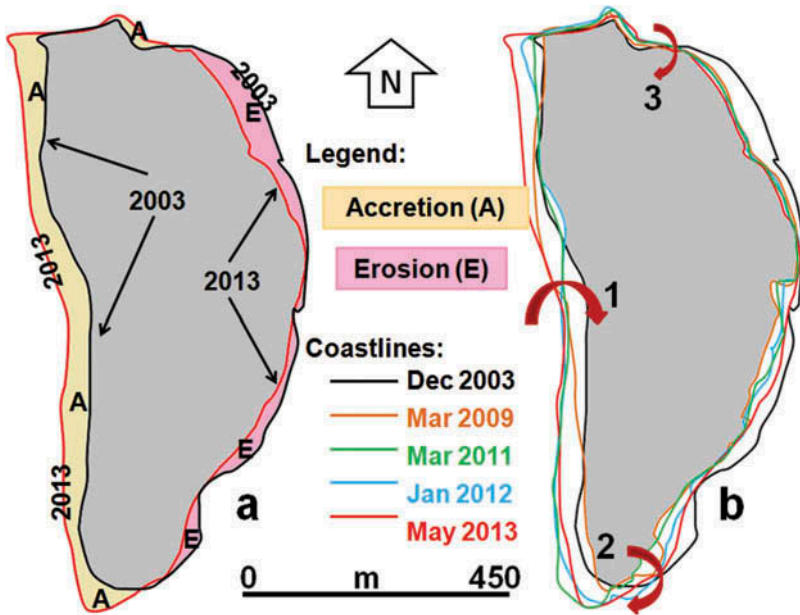 A
A
2003
E
2003
2013
2013
A
2013
E
E
A
a
N
Legend:
Accretion (A)
Erosion (E)
Coastlines:
Dec 2003
Mar 2009
Mar 2011
Jan 2012
May 2013
0 m 450
3
1
2
b